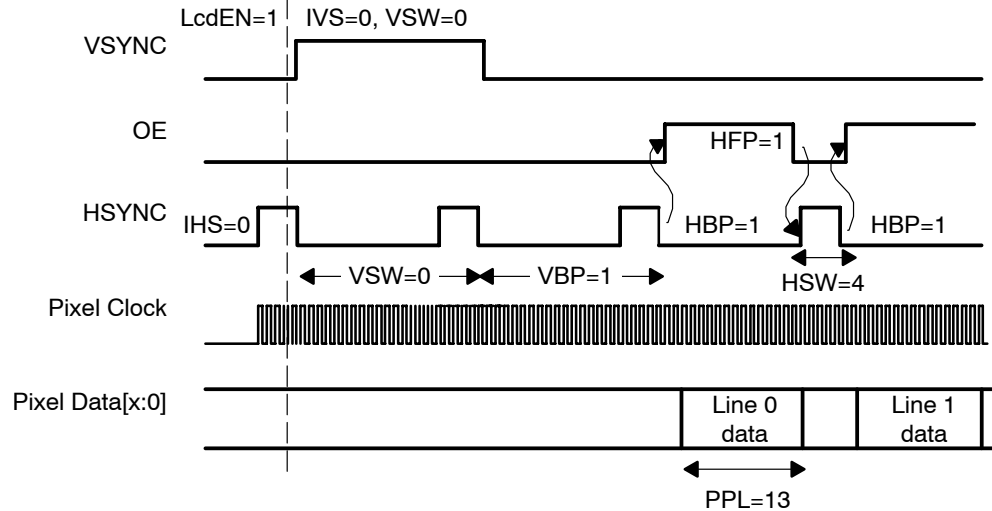 LcdEN=1
IVS=0, VSW=0
VSYNC
OE
HFP=1
HSYNC
IHS=0
HBP=1
HBP=1
VSW=0
VBP=1
HSW=4
Pixel Clock
Pixel Data[x:0]
Line 0
data
Line 1
data
PPL=13